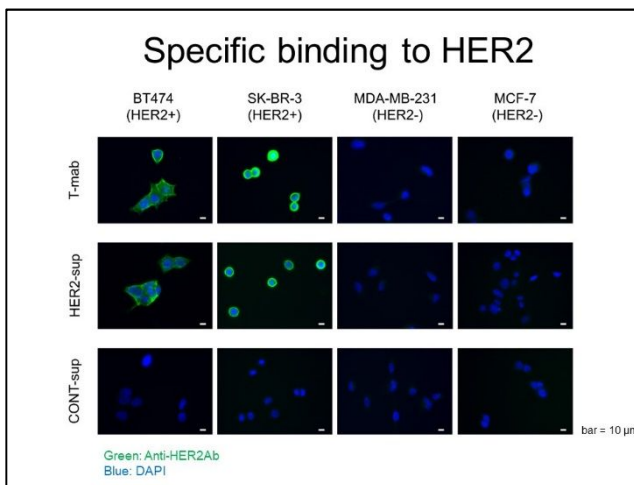 Specific binding to HER2
BT474
(HER2+)
SK-BR-3
(HER2+)
MDA-MB-231
(HER2-)
MCF-7
(HER2-)
T-mab
HER2-sup
CONT-sup
bar = 10 μm
Green: Anti-HER2Ab
Blue: DAPI